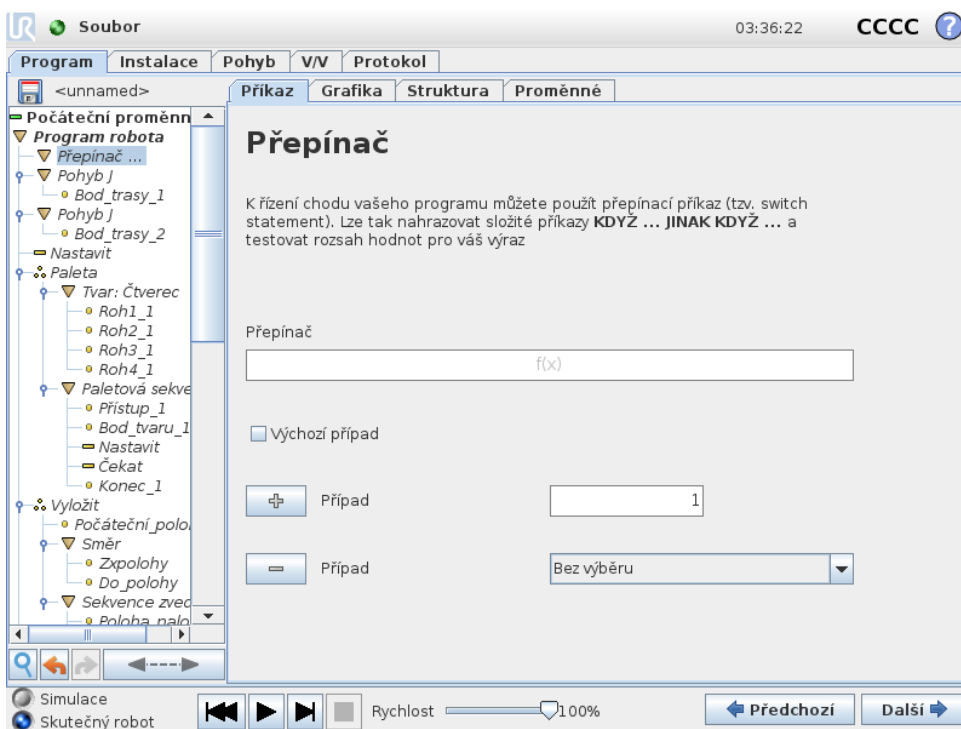 UR Soubor 03:36:22 CCCC ?
Program Instalace Pohyb V/V Protokol
<unnamed>
Příkaz Grafika Struktura Proměnné
Počáteční proměnn
Program robota
Přepínač ...
Pohyb J
Bod_trasy_1
Pohyb J
Bod_trasy_2
Nastavit
Paleta
Tvar: Čtverec
Roh1_1
Roh2_1
Roh3_1
Roh4_1
Paletová sekve
Přístup_1
Bod_tvaru_1
Nastavit
Čekat
Konec_1
Vyložit
Počáteční_polo
Směr
Zxpolohy
Do_polohy
Sekvence zved
Poloha_nalo
Přepínač
K řízení chodu vašeho programu můžete použít přepínací příkaz (tzv. switch
statement). Lze tak nahrazovat složité příkazy KDYŽ ... JINAK KDYŽ ... a
testovat rozsah hodnot pro váš výraz
Přepínač
f(x)
Výchozí případ
Případ 1
Případ Bez výběru
Simulace
Skutečný robot
Rychlost 100%
Předchozí Další